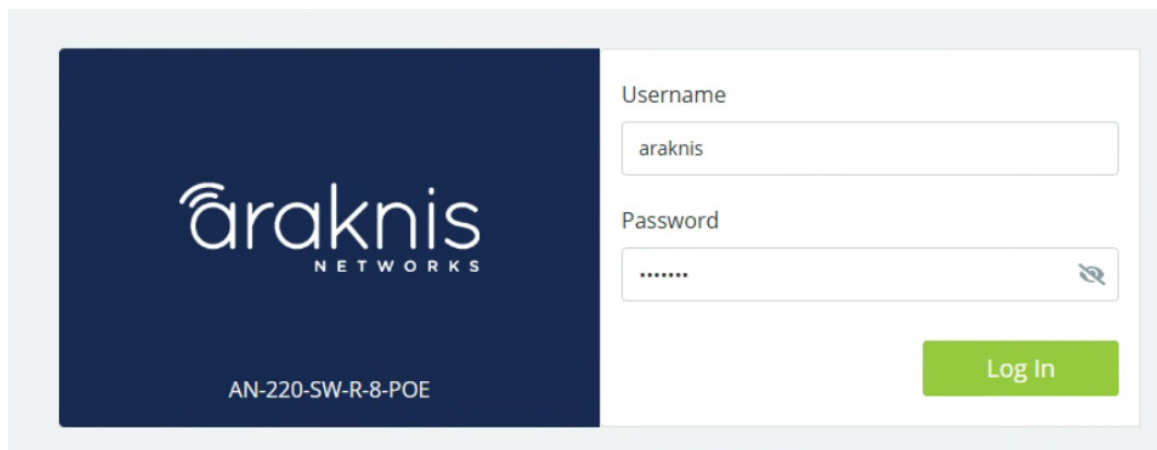 araknis
NETWORKS
AN-220-SW-R-8-POE
Username
araknis
Password
•••••••
Log In